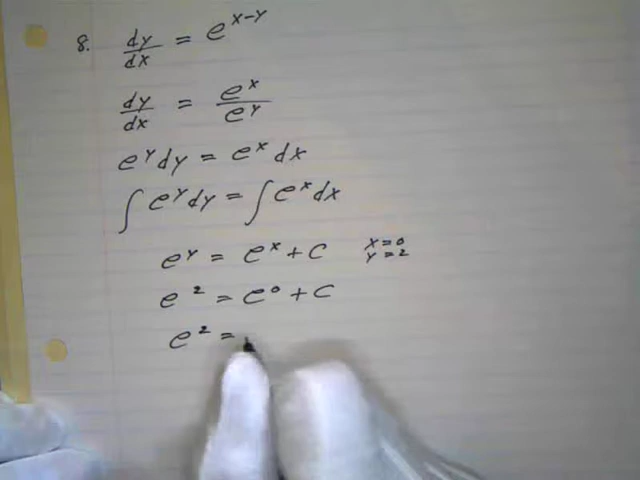 8. dy/dx = e^(x-y)
dy/dx = e^x/e^y
e^y dy = e^x dx
∫ e^y dy = ∫ e^x dx
e^y = e^x + c x=0
y=2
e^2 = e^0 + c
e^2 =